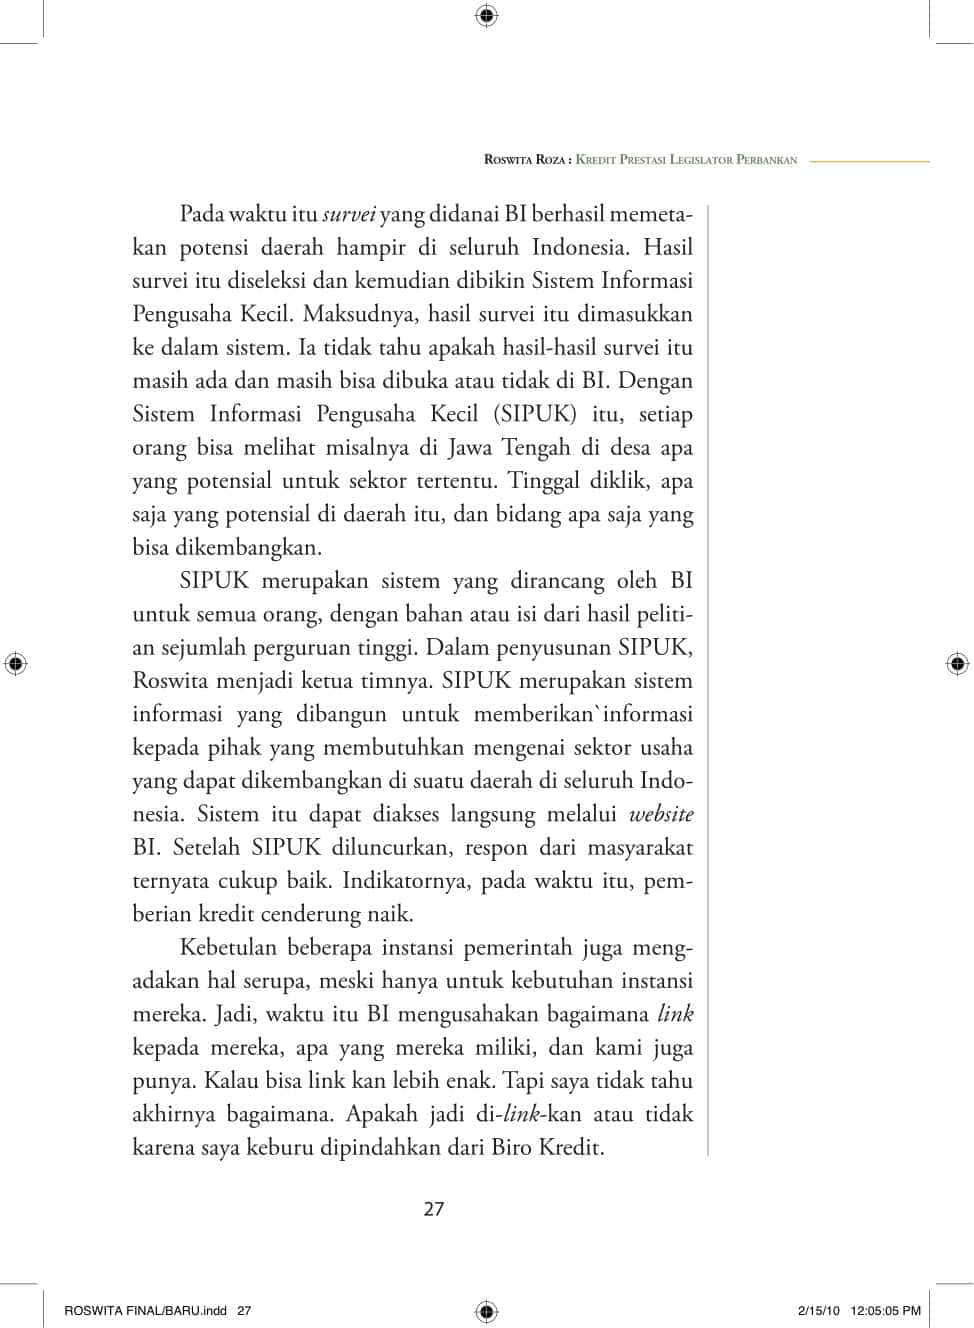 Roswita Roza : Kredit Prestasi Legislator Perbankan
Pada waktu itu survei yang didanai BI berhasil memeta-
kan potensi daerah hampir di seluruh Indonesia. Hasil
survei itu diseleksi dan kemudian dibikin Sistem Informasi
Pengusaha Kecil. Maksudnya, hasil survei itu dimasukkan
ke dalam sistem. Ia tidak tahu apakah hasil-hasil survei itu
masih ada dan masih bisa dibuka atau tidak di BI. Dengan
Sistem Informasi Pengusaha Kecil (SIPUK) itu, setiap
orang bisa melihat misalnya di Jawa Tengah di desa apa
yang potensial untuk sektor tertentu. Tinggal diklik, apa
saja yang potensial di daerah itu, dan bidang apa saja yang
bisa dikembangkan.
SIPUK merupakan sistem yang dirancang oleh BI
untuk semua orang, dengan bahan atau isi dari hasil peliti-
an sejumlah perguruan tinggi. Dalam penyusunan SIPUK,
Roswita menjadi ketua timnya. SIPUK merupakan sistem
informasi yang dibangun untuk memberikan`informasi
kepada pihak yang membutuhkan mengenai sektor usaha
yang dapat dikembangkan di suatu daerah di seluruh Indo-
nesia. Sistem itu dapat diakses langsung melalui website
BI. Setelah SIPUK diluncurkan, respon dari masyarakat
ternyata cukup baik. Indikatornya, pada waktu itu, pem-
berian kredit cenderung naik.
Kebetulan beberapa instansi pemerintah juga meng-
adakan hal serupa, meski hanya untuk kebutuhan instansi
mereka. Jadi, waktu itu BI mengusahakan bagaimana link
kepada mereka, apa yang mereka miliki, dan kami juga
punya. Kalau bisa link kan lebih enak. Tapi saya tidak tahu
akhirnya bagaimana. Apakah jadi di-link-kan atau tidak
karena saya keburu dipindahkan dari Biro Kredit.
27
ROSWITA FINAL/BARU.indd 27
2/15/10 12:05:05 PM